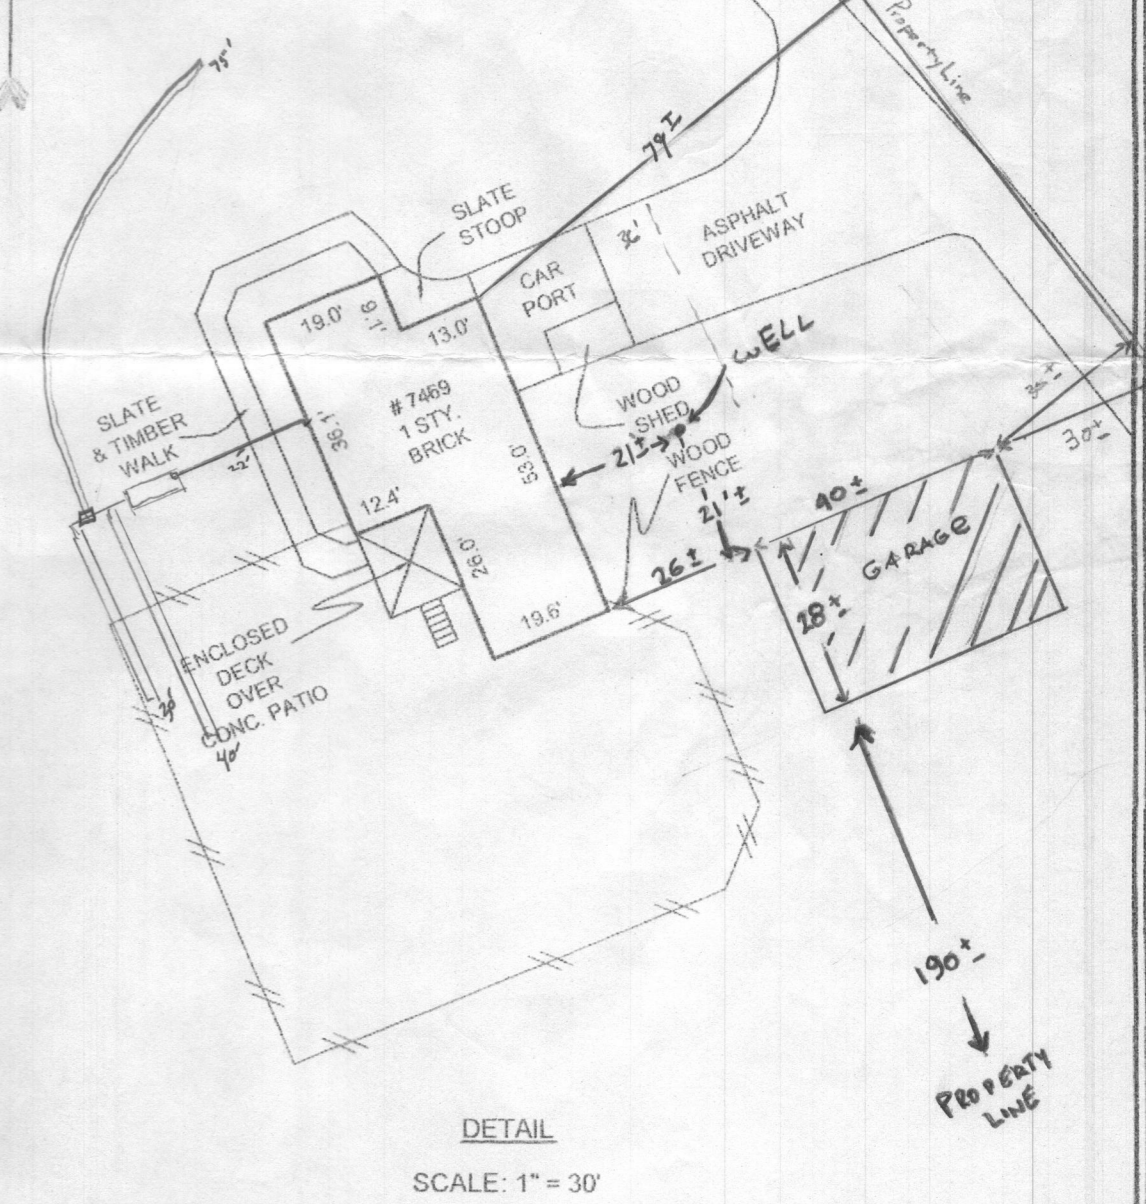 Property Line
75'
79±
SLATE
STOOP
36'
ASPHALT
DRIVEWAY
CAR
PORT
19.0'
9.1'
13.0'
WELL
SLATE
& TIMBER
WALK
36.1'
# 7469
1 STY.
BRICK
WOOD
SHED
21±
WOOD
FENCE
53.0'
30±
12.4'
21'±
40±
GARAGE
26.0'
26±
28±
19.6'
ENCLOSED
DECK
OVER
CONC. PATIO
40'
190±
PROPERTY
LINE
DETAIL
SCALE: 1" = 30'